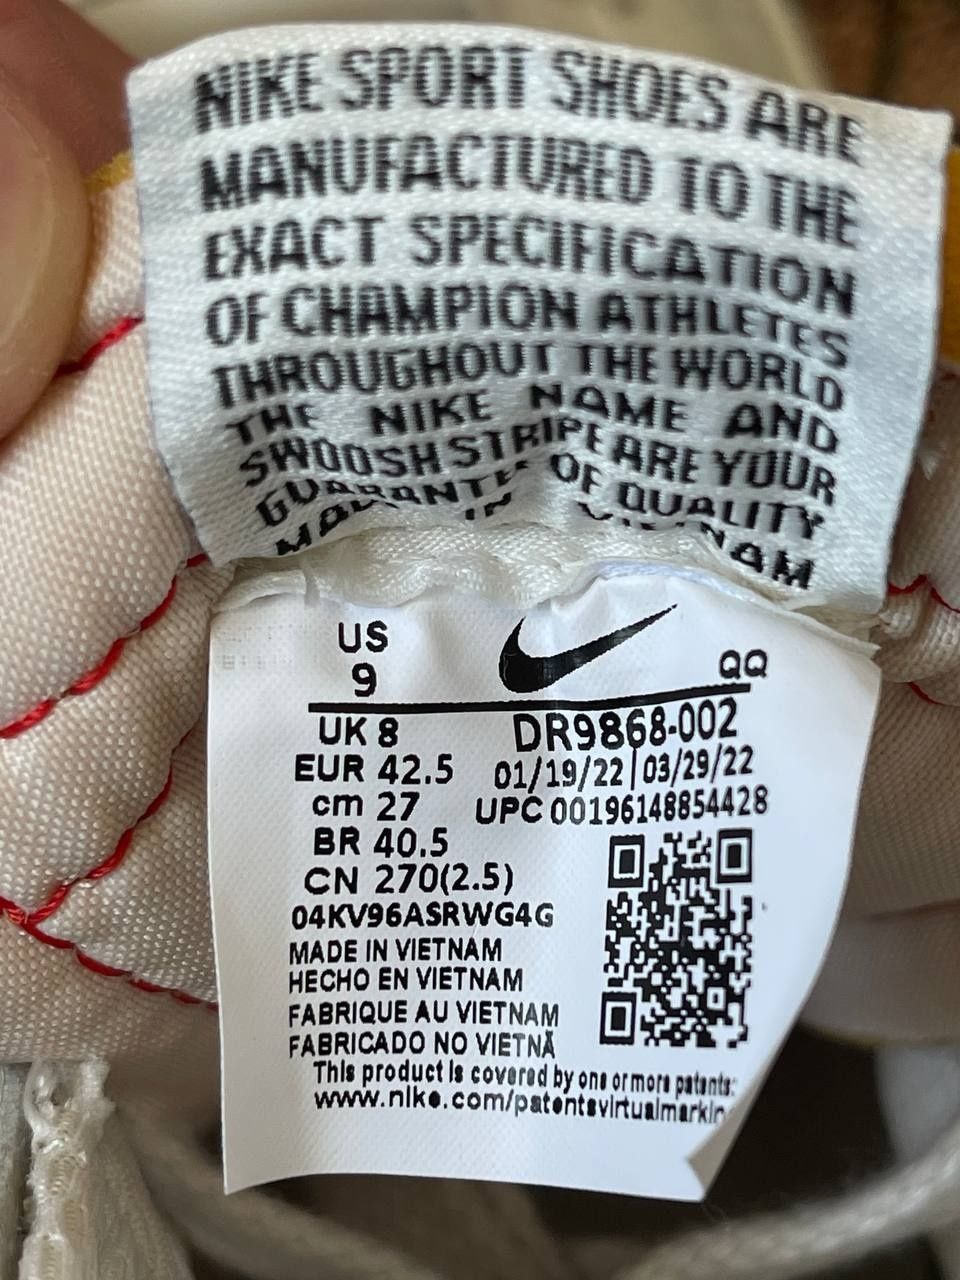 NIKE SPORT SHOES ARE
MANUFACTURED TO THE
EXACT SPECIFICATION
OF CHAMPION ATHLETES
THROUGHOUT THE WORLD
THE NIKE NAME AND
SWOOSH STRIPE ARE YOUR
GUARANTEE OF QUALITY
MADE IN VIETNAM
US
9
QQ
UK 8 DR9868-002
EUR 42.5 01/19/22|03/29/22
cm 27 UPC 00196148854428
BR 40.5
CN 270(2.5)
04KV96ASRWG4G
MADE IN VIETNAM
HECHO EN VIETNAM
FABRIQUE AU VIETNAM
FABRICADO NO VIETNÃ
This product is covered by one or more patents:
www.nike.com/patentsvirtualmarkin